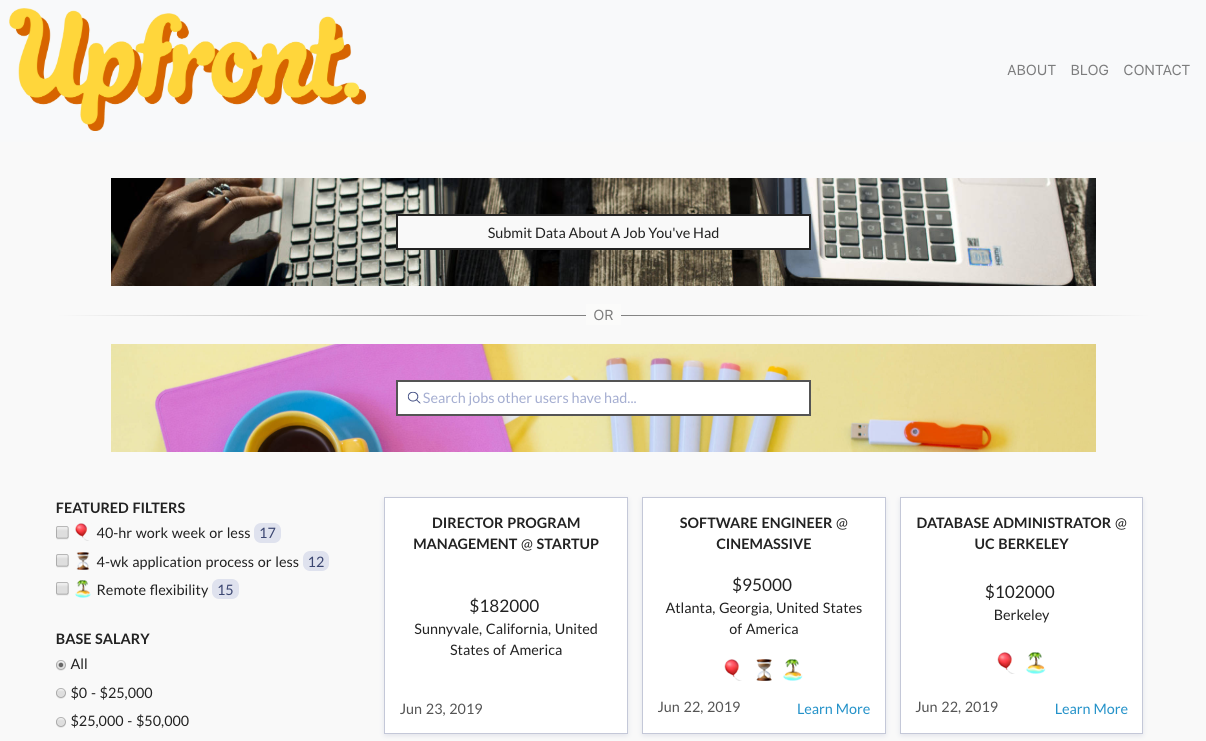 Upfront.
ABOUT BLOG CONTACT
Submit Data About A Job You've Had
OR
Search jobs other users have had...
FEATURED FILTERS
40-hr work week or less 17
4-wk application process or less 12
Remote flexibility 15
BASE SALARY
All
$0 - $25,000
$25,000 - $50,000
DIRECTOR PROGRAM
MANAGEMENT @ STARTUP
$182000
Sunnyvale, California, United
States of America
Jun 23, 2019
SOFTWARE ENGINEER @
CINEMASSIVE
$95000
Atlanta, Georgia, United States
of America
Jun 22, 2019 Learn More
DATABASE ADMINISTRATOR @
UC BERKELEY
$102000
Berkeley
Jun 22, 2019 Learn More